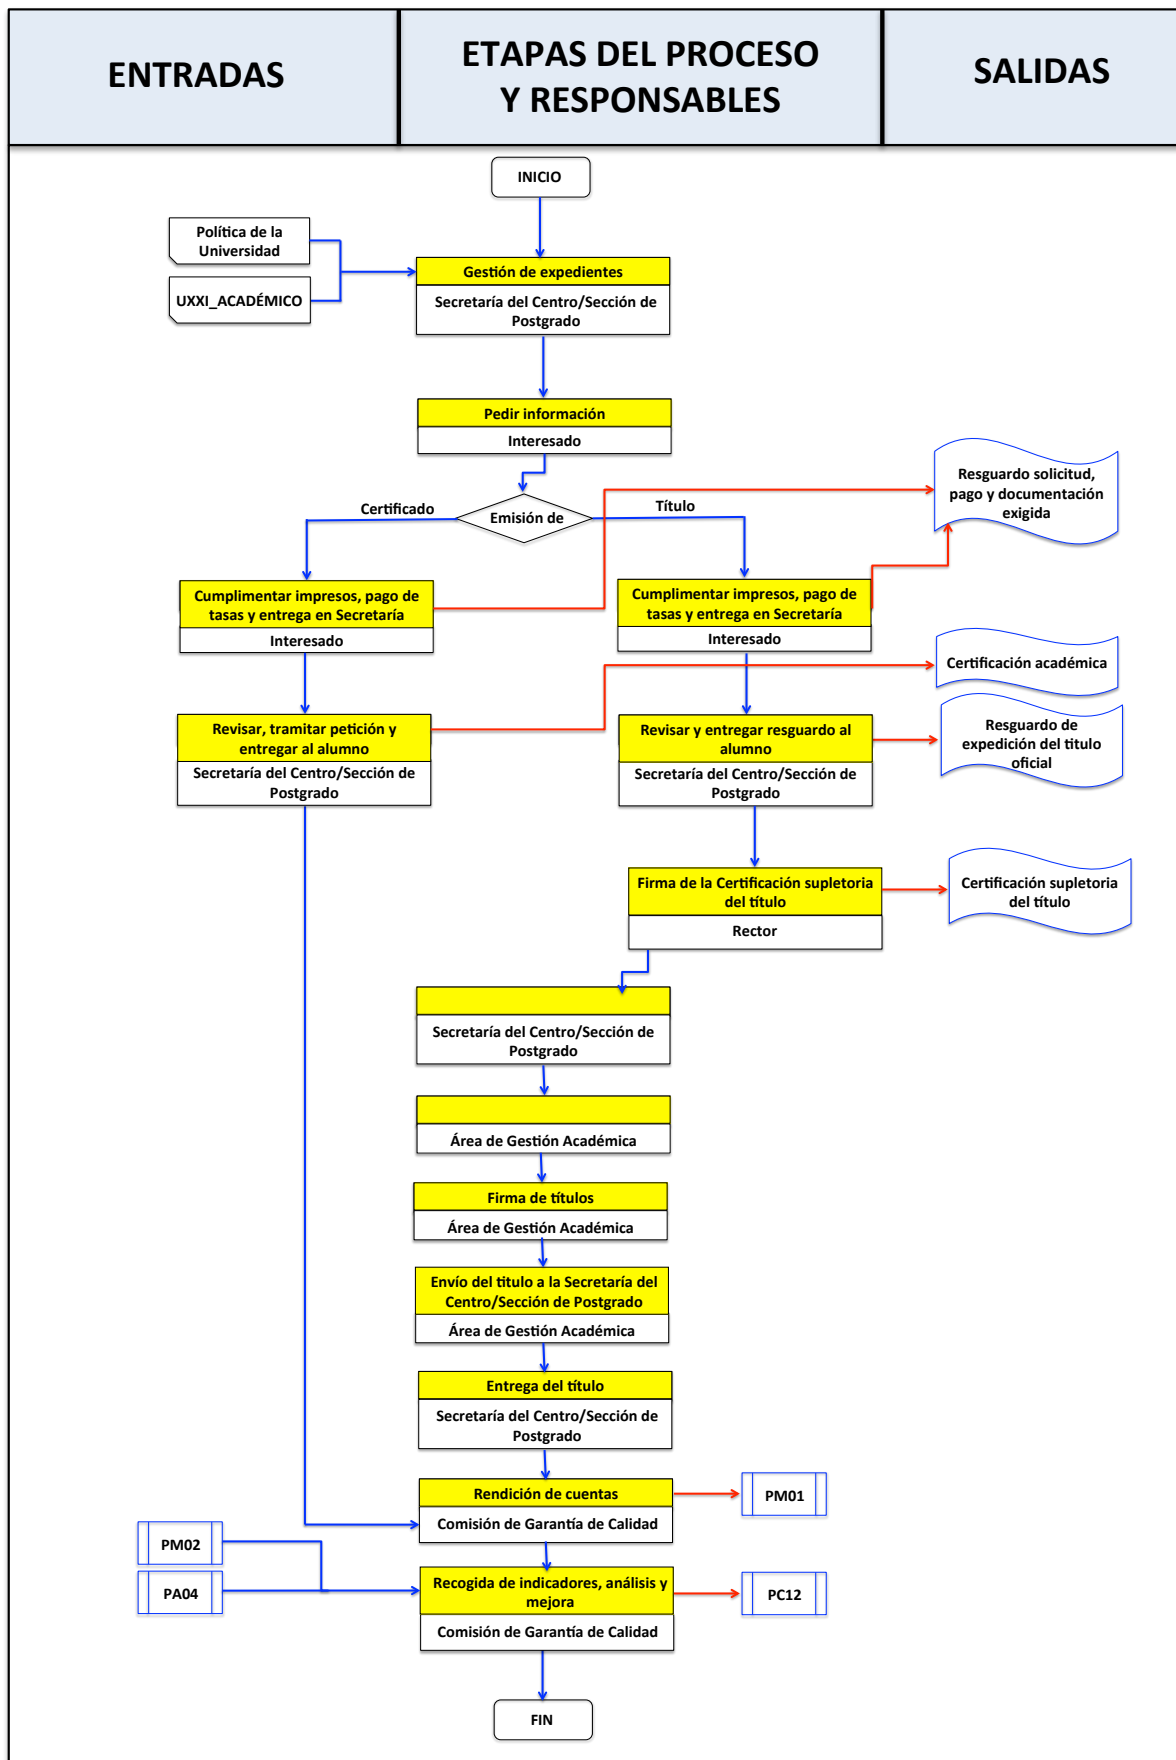 ENTRADAS
ETAPAS DEL PROCESO
Y RESPONSABLES
SALIDAS
INICIO
Política de la
Universidad
UXXI_ACADÉMICO
Gestión de expedientes
Secretaría del Centro/Sección de
Postgrado
Pedir información
Interesado
Certificado
Emisión de
Título
Resguardo solicitud,
pago y documentación
exigida
Cumplimentar impresos, pago de
tasas y entrega en Secretaría
Interesado
Cumplimentar impresos, pago de
tasas y entrega en Secretaría
Interesado
Certificación académica
Revisar, tramitar petición y
entregar al alumno
Secretaría del Centro/Sección de
Postgrado
Revisar y entregar resguardo al
alumno
Secretaría del Centro/Sección de
Postgrado
Resguardo de
expedición del titulo
oficial
Firma de la Certificación supletoria
del título
Rector
Certificación supletoria
del título
Secretaría del Centro/Sección de
Postgrado
Área de Gestión Académica
Firma de títulos
Área de Gestión Académica
Envío del titulo a la Secretaría del
Centro/Sección de Postgrado
Área de Gestión Académica
Entrega del título
Secretaría del Centro/Sección de
Postgrado
Rendición de cuentas
Comisión de Garantía de Calidad
PM01
PM02
PA04
Recogida de indicadores, análisis y
mejora
Comisión de Garantía de Calidad
PC12
FIN